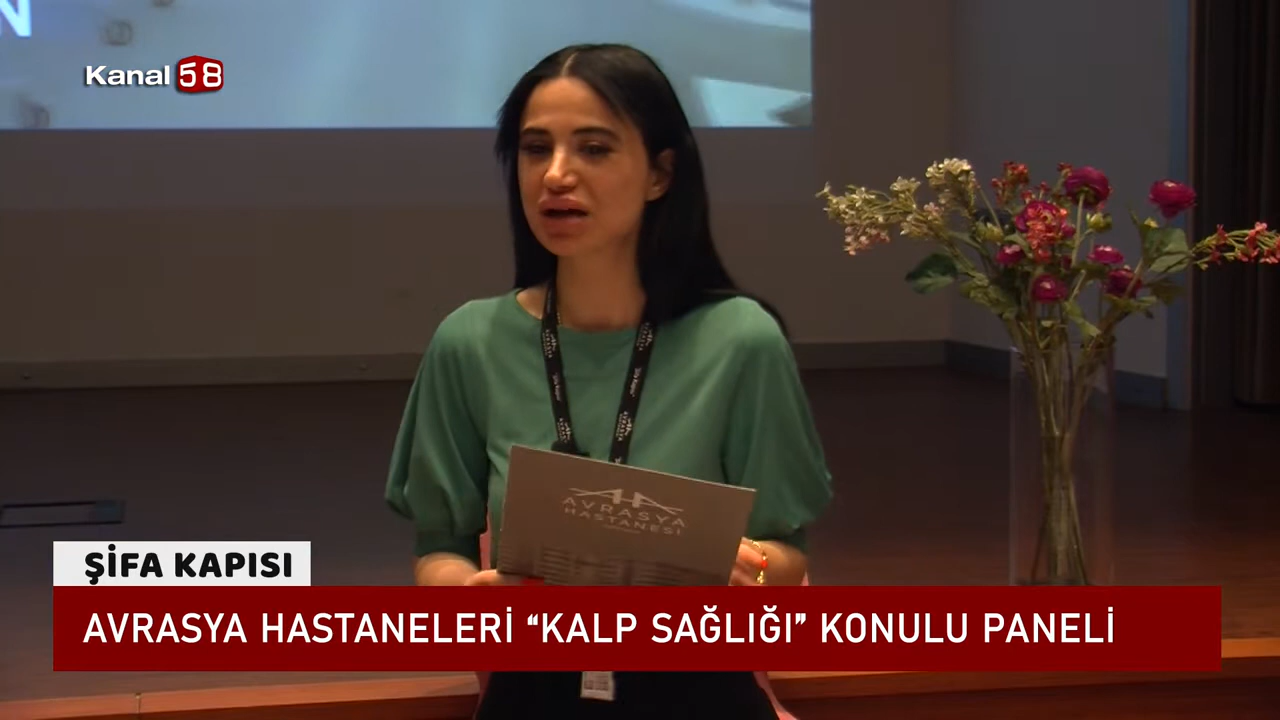 N
Kanal 58
AVRASYA
HASTANESİ
ŞİFA KAPISI
AVRASYA HASTANELERİ “KALP SAĞLIĞI” KONULU PANELİ